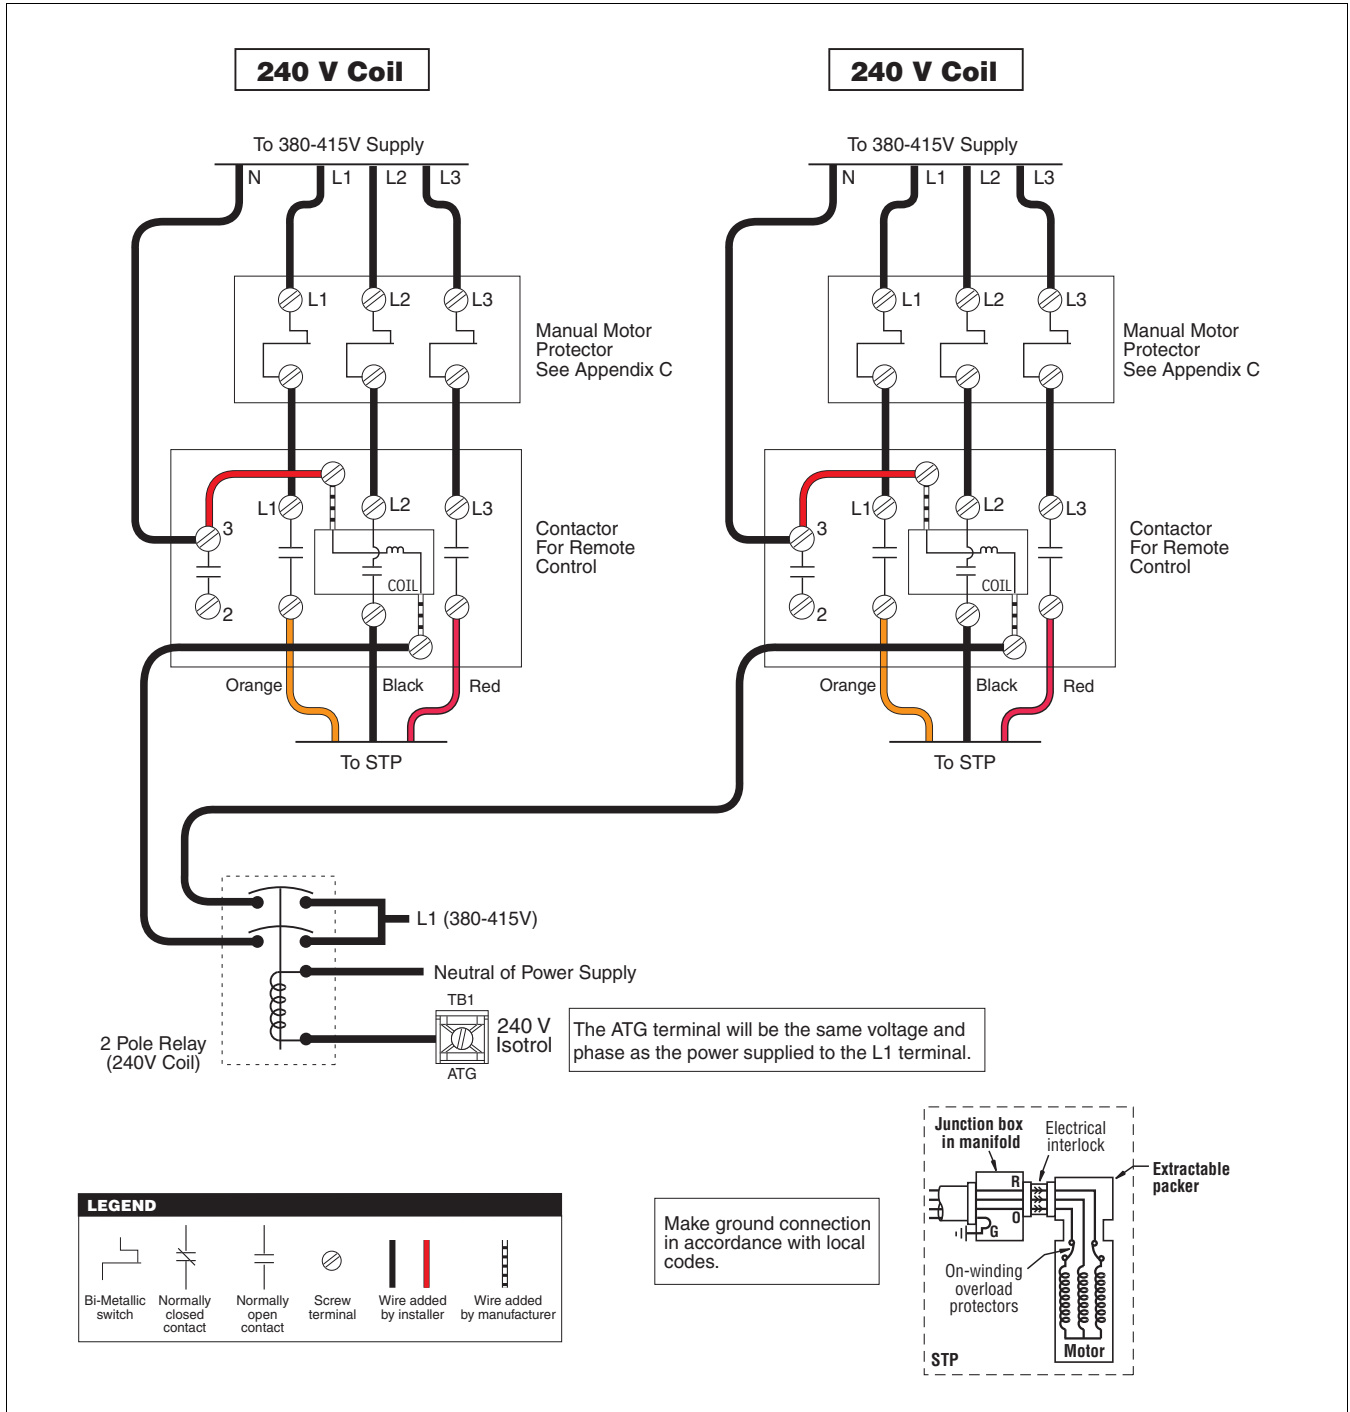 240 V Coil
240 V Coil
To 380-415V Supply
To 380-415V Supply
N
L1
L2
L3
N
L1
L2
L3
L1
L2
L3
Manual Motor
Protector
See Appendix C
L1
L2
L3
Manual Motor
Protector
See Appendix C
3
L1
L2
L3
2
COIL
Contactor
For Remote
Control
3
L1
L2
L3
2
COIL
Contactor
For Remote
Control
Orange
Black
Red
To STP
Orange
Black
Red
To STP
L1 (380-415V)
Neutral of Power Supply
2 Pole Relay
(240V Coil)
TB1
ATG
240 V
Isotrol
The ATG terminal will be the same voltage and
phase as the power supplied to the L1 terminal.
LEGEND
Bi-Metallic
switch
Normally
closed
contact
Normally
open
contact
Screw
terminal
Wire added
by installer
Wire added
by manufacturer
Make ground connection
in accordance with local
codes.
Junction box
in manifold
Electrical
interlock
Extractable
packer
R
O
G
On-winding
overload
protectors
Motor
STP